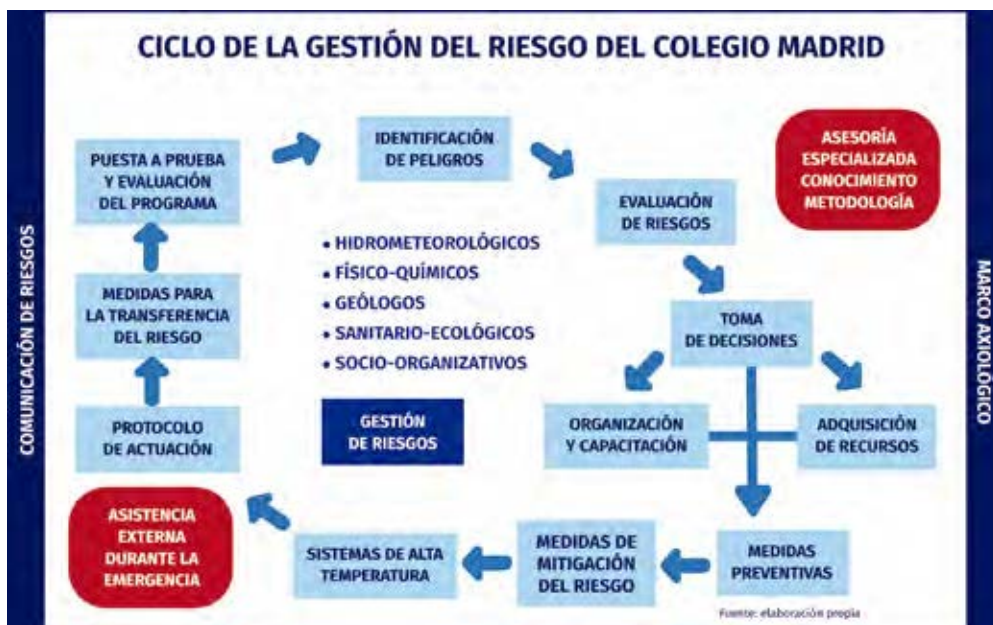 CICLO DE LA GESTIÓN DEL RIESGO DEL COLEGIO MADRID
COMUNICACIÓN DE RIESGOS
MARCO AXIOLÓGICO
IDENTIFICACIÓN
DE PELIGROS
EVALUACIÓN
DE RIESGOS
ASESORÍA
ESPECIALIZADA
CONOCIMIENTO
METODOLOGÍA
TOMA
DE DECISIONES
ORGANIZACIÓN
Y CAPACITACIÓN
ADQUISICIÓN
DE RECURSOS
MEDIDAS
PREVENTIVAS
MEDIDAS DE
MITIGACIÓN
DEL RIESGO
SISTEMAS DE ALTA
TEMPERATURA
ASISTENCIA
EXTERNA
DURANTE LA
EMERGENCIA
PROTOCOLO
DE ACTUACIÓN
MEDIDAS PARA
LA TRANSFERENCIA
DEL RIESGO
PUESTA A PRUEBA
Y EVALUACIÓN
DEL PROGRAMA
• HIDROMETEOROLÓGICOS
• FÍSICO-QUÍMICOS
• GEÓLOGOS
• SANITARIO-ECOLÓGICOS
• SOCIO-ORGANIZATIVOS
GESTIÓN
DE RIESGOS
Fuente: elaboración propia